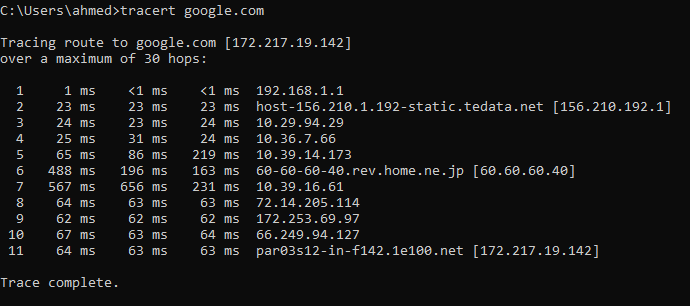 C:\Users\ahmed>tracert google.com
Tracing route to google.com [172.217.19.142]
over a maximum of 30 hops:
1 1 ms <1 ms <1 ms 192.168.1.1
2 23 ms 23 ms 23 ms host-156.210.1.192-static.tedata.net [156.210.192.1]
3 24 ms 23 ms 24 ms 10.29.94.29
4 25 ms 31 ms 24 ms 10.36.7.66
5 65 ms 86 ms 219 ms 10.39.14.173
6 488 ms 196 ms 163 ms 60-60-60-40.rev.home.ne.jp [60.60.60.40]
7 567 ms 656 ms 231 ms 10.39.16.61
8 64 ms 63 ms 63 ms 72.14.205.114
9 62 ms 62 ms 62 ms 172.253.69.97
10 67 ms 63 ms 64 ms 66.249.94.127
11 64 ms 63 ms 63 ms par03s12-in-f142.1e100.net [172.217.19.142]
Trace complete.